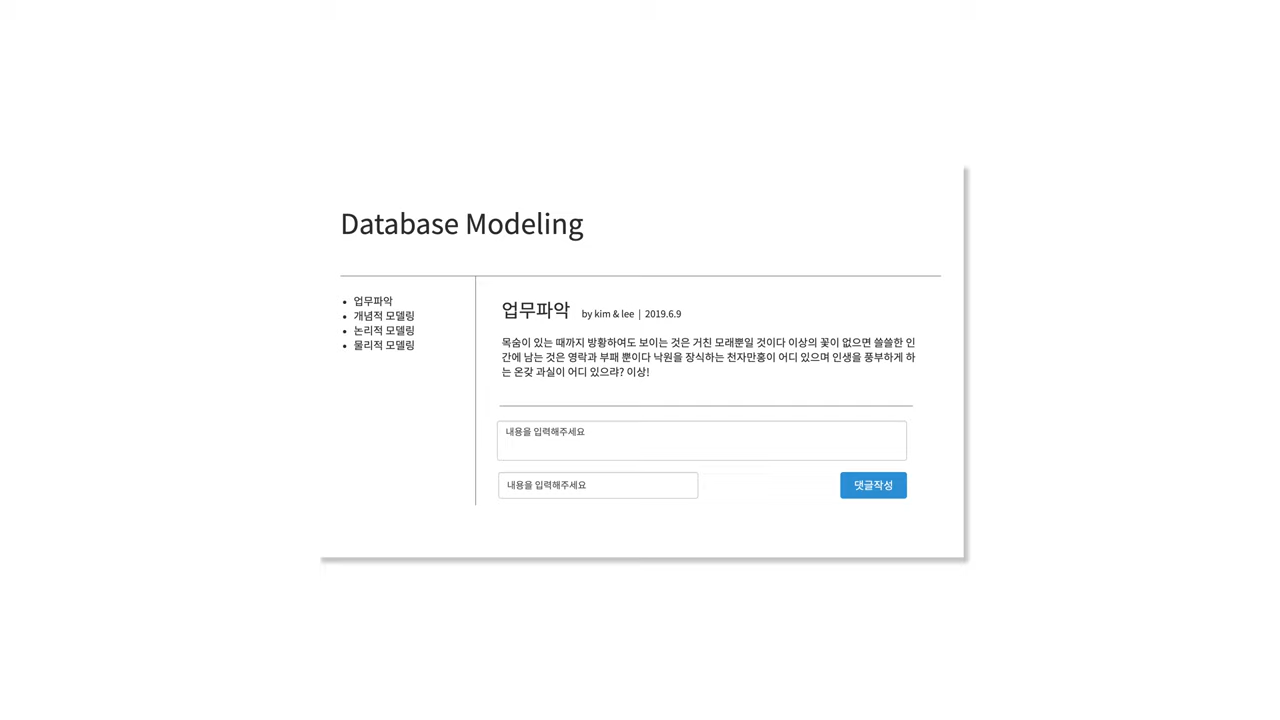 Database Modeling
업무파악
개념적 모델링
논리적 모델링
물리적 모델링
업무파악 by kim & lee | 2019.6.9
목숨이 있는 때까지 방황하여도 보이는 것은 거친 모래뿐일 것이다 이상의 꽃이 없으면 쓸쓸한 인
간에 남는 것은 영락과 부패 뿐이다 낙원을 장식하는 천자만홍이 어디 있으며 인생을 풍부하게 하
는 온갖 과실이 어디 있으랴? 이상!
내용을 입력해주세요
내용을 입력해주세요
댓글작성